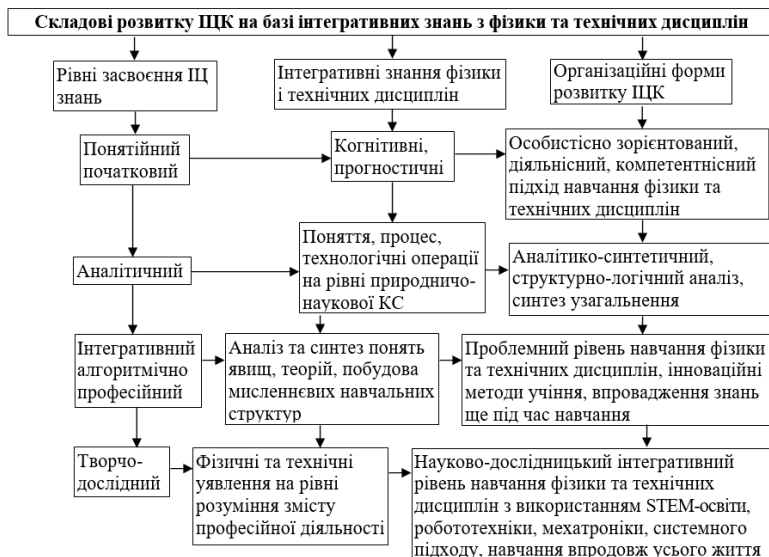 Складові розвитку ІЩК на базі інтегративних знань з фізики та технічних дисциплін
Рівні засвоєння ІЩ
знань
Інтегративні знання фізики
і технічних дисциплін
Організаційні форми
розвитку ІЩК
Понятійний
початковий
Когнітивні,
прогностичні
Особистісно зорієнтований,
діяльнісний, компетентнісний
підхід навчання фізики та
технічних дисциплін
Аналітичний
Поняття, процес,
технологічні операції
на рівні природничо-
наукової КС
Аналітико-синтетичний,
структурно-логічний аналіз,
синтез узагальнення
Інтегративний
алгоритмічно
професійний
Аналіз та синтез понять
явищ, теорій, побудова
мисленнєвих навчальних
структур
Проблемний рівень навчання фізики
та технічних дисциплін, інноваційні
методи учіння, впровадження знань
ще під час навчання
Творчо-
дослідний
Фізичні та технічні
уявлення на рівні
розуміння змісту
професійної діяльності
Науково-дослідницький інтегративний
рівень навчання фізики та технічних
дисциплін з використанням STEM-освіти,
робототехніки, мехатроніки, системного
підходу, навчання впродовж усього життя